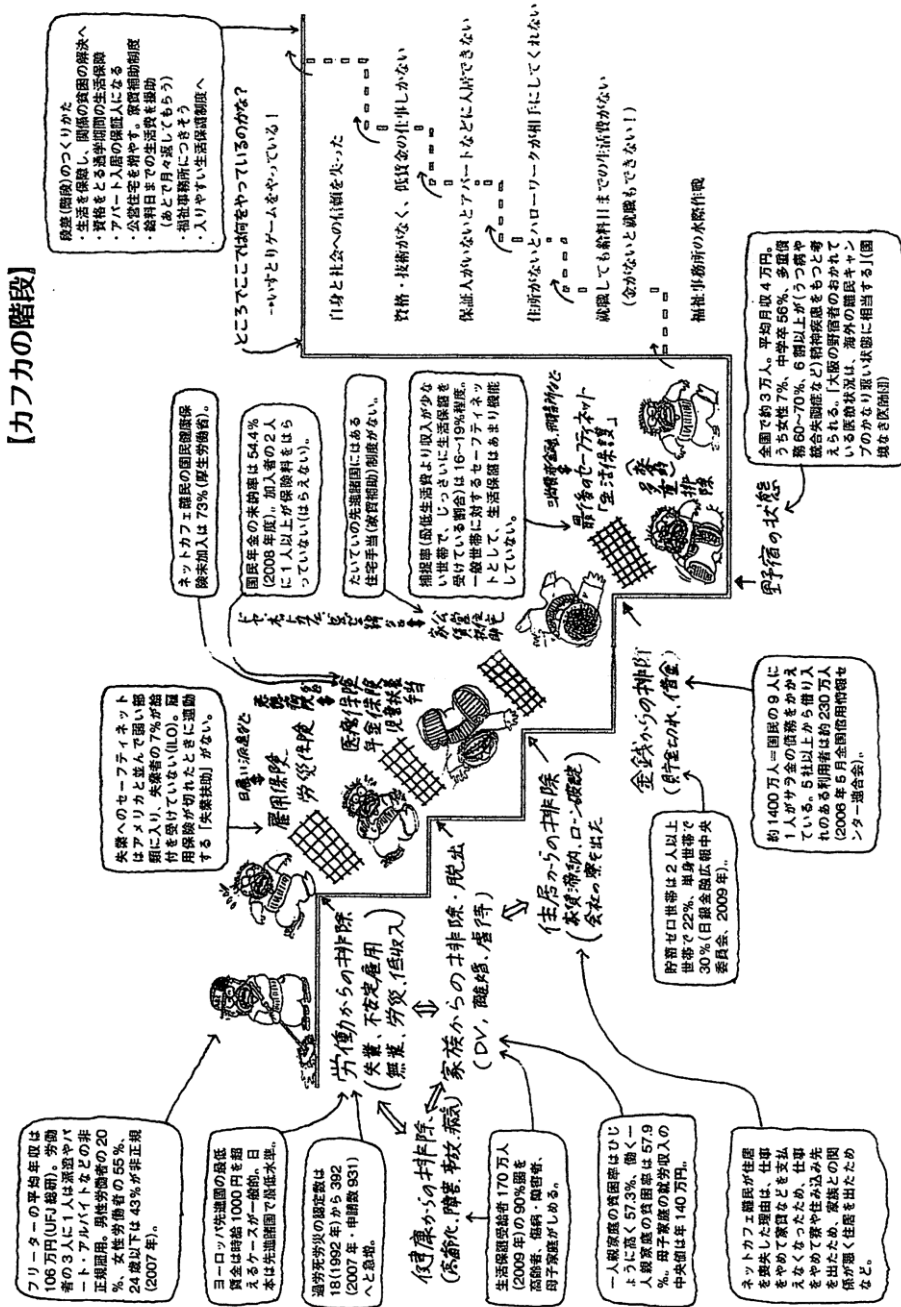 【カフカの階段】
フリーターの平均年収は
106万円(UFJ総研)。労働
者の3人に1人は派遣やパ
ート・アルバイトなどの非
正規雇用。男性労働者の20
%、女性労働者の55%、
24歳以下は43%が非正規
(2007年)。
ヨーロッパ先進国の最低
賃金は時給1000円を超
えるケースが一般的。日
本は先進諸国で最低水準。
過労死労災の認定数は
18(1992年)から392
(2007年・申請数931)
へと急増。
労働からの排除
(失業、不安定雇用
無業、労災、低収入)
健康からの排除、
(高齢化、障害、事故、病気)
生活保護受給者170万人
(2009年)の90%弱を
高齢者、傷病・障害者、
母子家庭がしめる。
家族からの排除・脱出
(DV, 離婚、虐待)
一人親家庭の貧困率はひじ
ょうに高く57.3%、働く一
人親家庭の貧困率は57.9
%。母子家庭の就労収入の
中央値は年140万円。
住居からの排除
(家賃滞納、ローン破綻
会社の寮を出た)
ネットカフェ難民が住居
を喪失した理由は、仕事
をやめて家賃などを支払
えなくなったため、仕事
をやめて寮や住み込み先
を出たため、家族との関
係が悪く住居を出たため
など。
失業へのセーフティネット
はアメリカと並んで弱い部
類に入り、失業者の77%が給
付を受けていない(ILO)。雇
用保険が切れたときに連動
する「失業扶助」がない。
日雇い派遣など
雇用保険、
労災保険
ネットカフェ難民の国民健康保
険未加入は73%(厚生労働省)。
国民年金の未納率は54.4%
(2008年度)。加入者の2人
に1人以上が保険料をはら
っていない(はらえない)。
医療保険
年金保険
児童扶養
手当
たいていの先進諸国にはある
住宅手当(家賃補助)制度がない。
公営住宅
家賃補助
捕捉率(最低生活費より収入が少な
い世帯で、じっさいに生活保護を
受けている割合)は16〜19%程度。
一般世帯に対するセーフティネッ
トとして、生活保護はあまり機能
していない。
消費者金融、刑務所など
最後のセーフティネット
「生活保護」
金銭からの排除
(貯金ゼロ、借金)
貯蓄ゼロ世帯は2人以上
世帯で22%、単身世帯で
30%(日銀金融広報中央
委員会、2009年)。
約1400万人=国民の9人に
1人がサラ金の債務をかかえ
ている。5社以上から借り入
れのある利用者は約230万人
(2006年5月全国信用情報セ
ンター連合会)。
野宿の状態
全国で約3万人。平均月収4万円。
うち女性7%、中学卒56%、多重債
務60〜70%、6割以上が(うつ病や
統合失調症など)精神疾患をもつと考
えられる。「大阪の野宿者のおかれて
いる医療状況は、海外の難民キャン
プのかなり悪い状態に相当する」(国
境なき医師団)
段差(階段)のつくりかた
・生活を保障し、関係の貧困の解決へ
・資格をとる通学期間の生活保障
・アパート入居の保証人になる
・公営住宅を増やす。家賃補助制度
・給料日までの生活費を援助
(あとで月々返してもらう)
・福祉事務所につきそう
・入りやすい生活保護制度へ
ところでここでは何をやっているのかな?
→いすとりゲームをやっている!
自身と社会への信頼を失った
資格・技術がなく、低賃金の仕事しかない
保証人がいないとアパートなどに入居できない
住所がないとハローワークが相手にしてくれない
就職しても給料日までの生活費がない
(金がないと就職もできない!)
福祉事務所の水際作戦